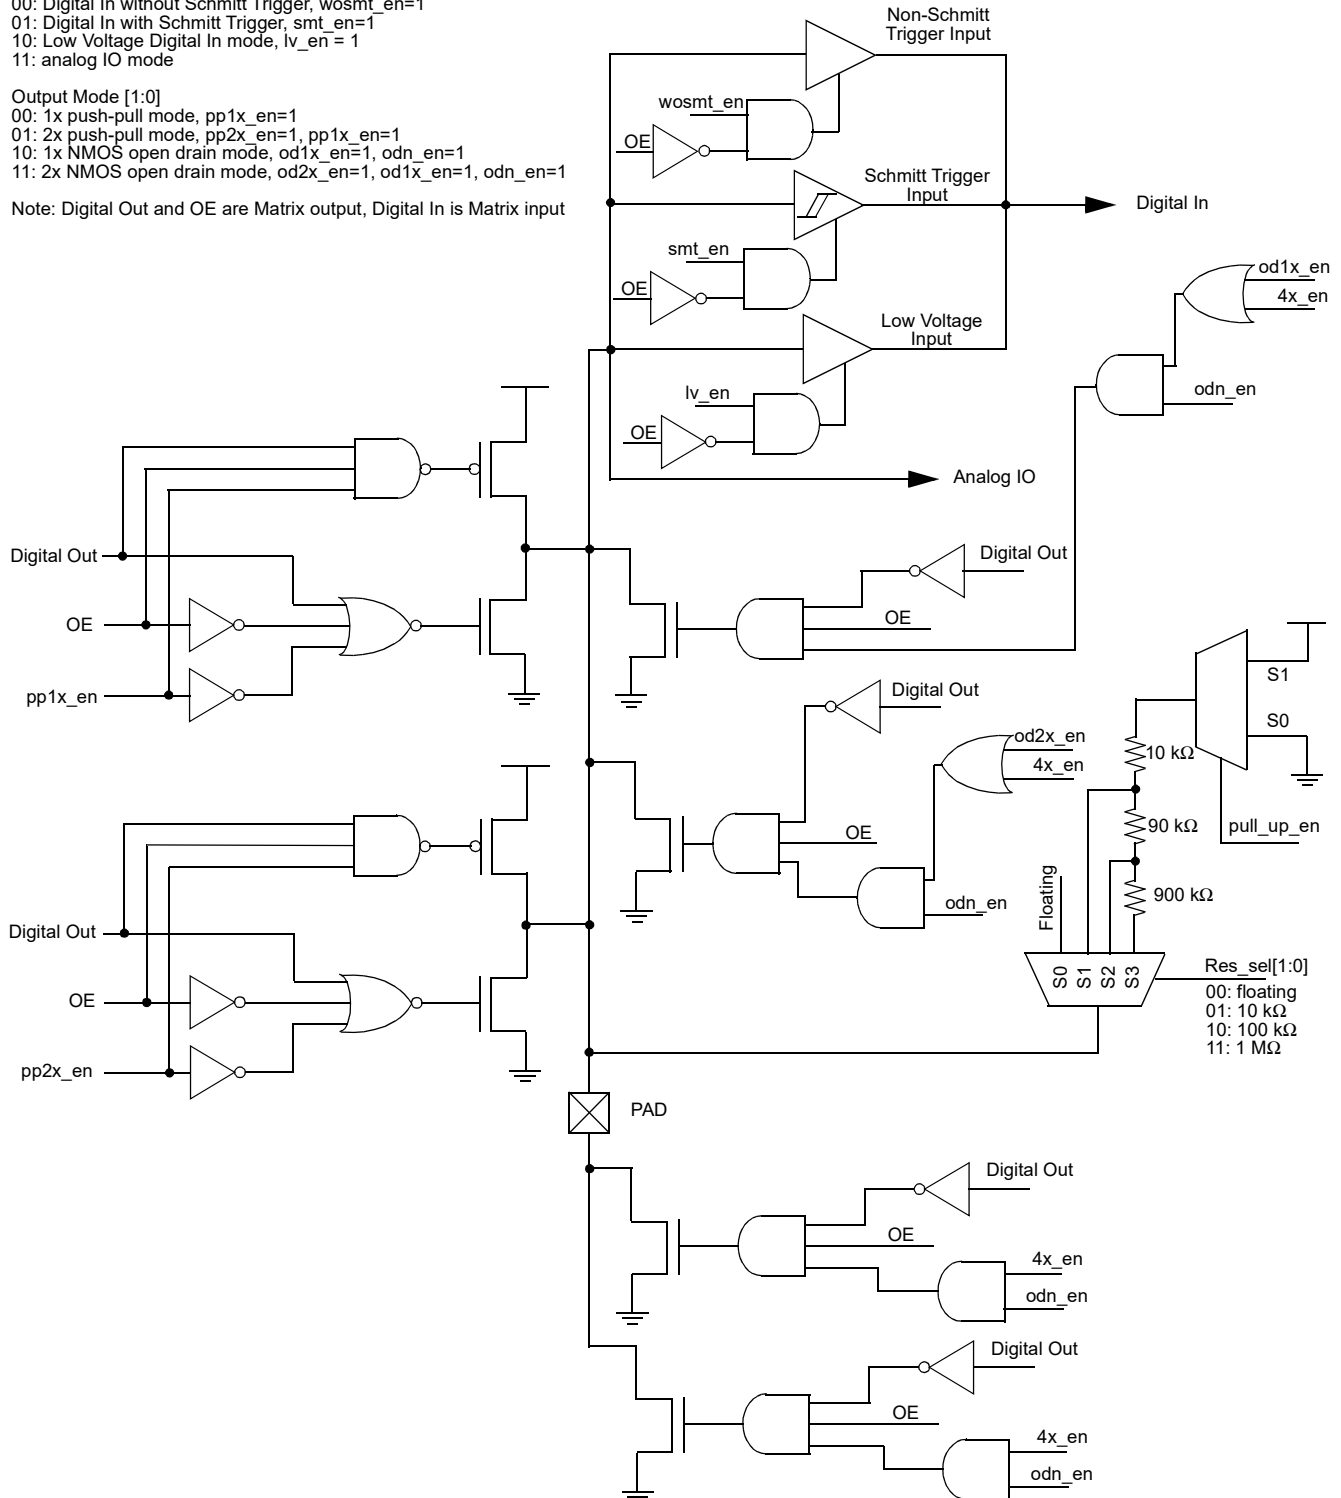 00: Digital In without Schmitt Trigger, wosmt_en=1
01: Digital In with Schmitt Trigger, smt_en=1
10: Low Voltage Digital In mode, lv_en = 1
11: analog IO mode
Output Mode [1:0]
00: 1x push-pull mode, pp1x_en=1
01: 2x push-pull mode, pp2x_en=1, pp1x_en=1
10: 1x NMOS open drain mode, od1x_en=1, odn_en=1
11: 2x NMOS open drain mode, od2x_en=1, od1x_en=1, odn_en=1
Note: Digital Out and OE are Matrix output, Digital In is Matrix input
Non-Schmitt
Trigger Input
wosmt_en
OE
Schmitt Trigger
Input
Digital In
smt_en
OE
od1x_en
4x_en
Low Voltage
Input
odn_en
lv_en
OE
Analog IO
Digital Out
OE
pp1x_en
Digital Out
OE
S1
S0
10 kΩ
90 kΩ
900 kΩ
pull_up_en
Digital Out
od2x_en
4x_en
OE
odn_en
Floating
S0
S1
S2
S3
Res_sel[1:0]
00: floating
01: 10 kΩ
10: 100 kΩ
11: 1 MΩ
Digital Out
OE
pp2x_en
PAD
Digital Out
OE
4x_en
odn_en
Digital Out
OE
4x_en
odn_en